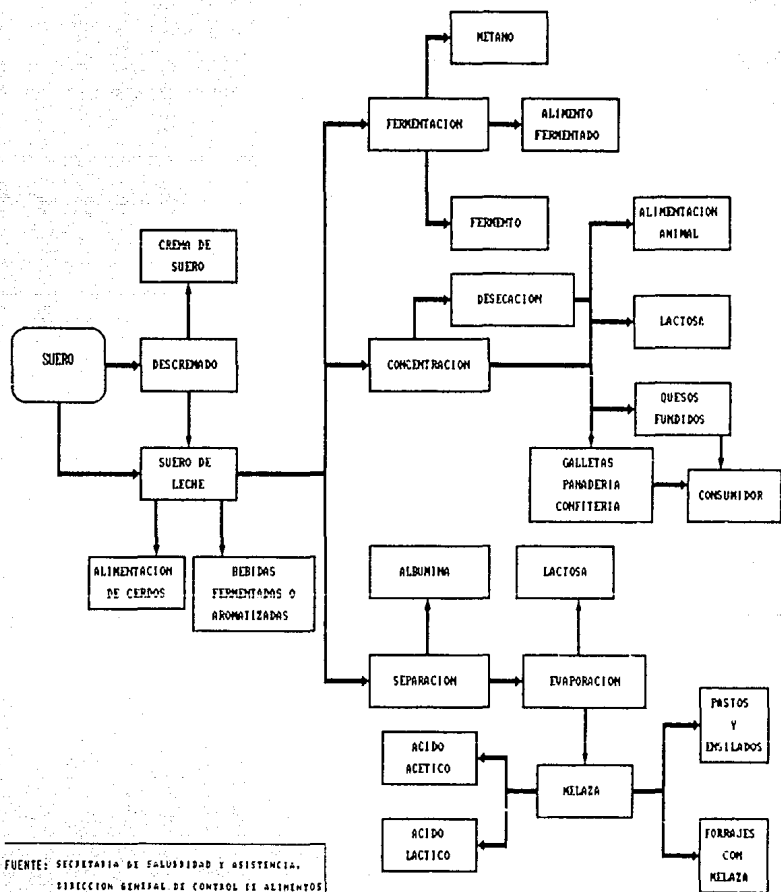 METANO
FERMENTACION
ALIMENTO
FERMENTADO
FERMENTO
CREMA DE
SUERO
ALIMENTACION
ANIMAL
DESECACION
LACTOSA
SUERO
DESCREMADO
CONCENTRACION
QUESOS
FUNDIDOS
SUERO DE
LECHE
GALLETAS
PANADERIA
CONFITERIA
CONSUMIDOR
ALIMENTACION
DE CERDOS
BEBIDAS
FERMENTADAS O
AROMATIZADAS
ALBUMINA
LACTOSA
SEPARACION
EVAPORACION
PASTOS
Y
ENSILADOS
ACIDO
ACETICO
MELAZA
ACIDO
LACTICO
FORRAJES
COM
MELAZA
FUENTE: SECRETARIA DE SALUBRIDAD Y ASISTENCIA.
DIRECCION GENERAL DE CONTROL DE ALIMENTOS